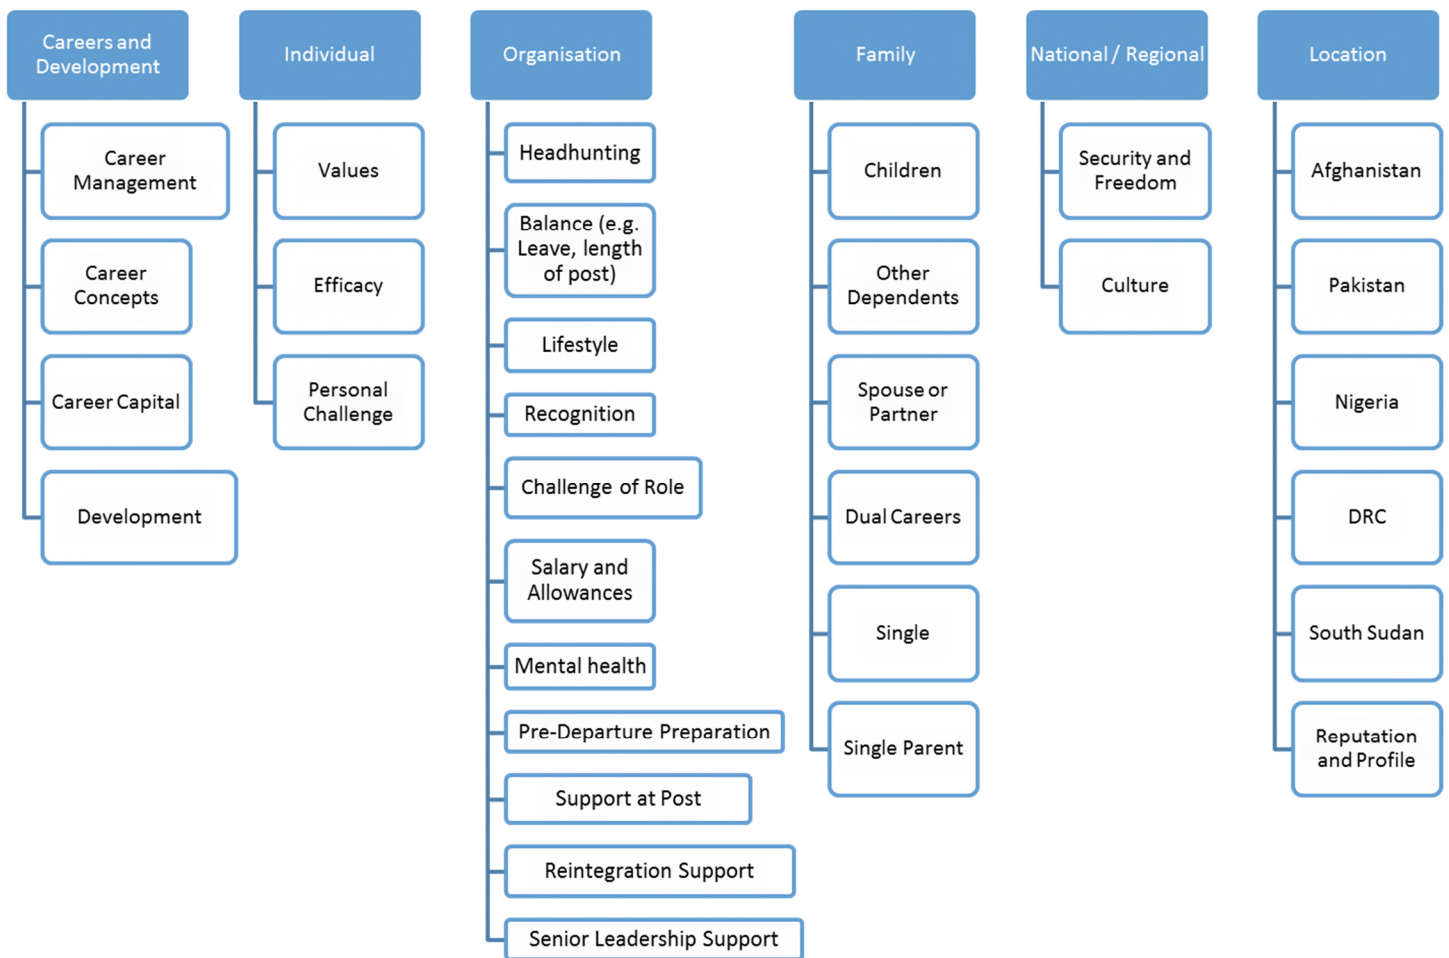 Careers and
Development
Career
Management
Career
Concepts
Career Capital
Development
Individual
Values
Efficacy
Personal
Challenge
Organisation
Headhunting
Balance (e.g.
Leave, length
of post)
Lifestyle
Recognition
Challenge of Role
Salary and
Allowances
Mental health
Pre-Departure Preparation
Support at Post
Reintegration Support
Senior Leadership Support
Family
Children
Other
Dependents
Spouse or
Partner
Dual Careers
Single
Single Parent
National / Regional
Security and
Freedom
Culture
Location
Afghanistan
Pakistan
Nigeria
DRC
South Sudan
Reputation
and Profile